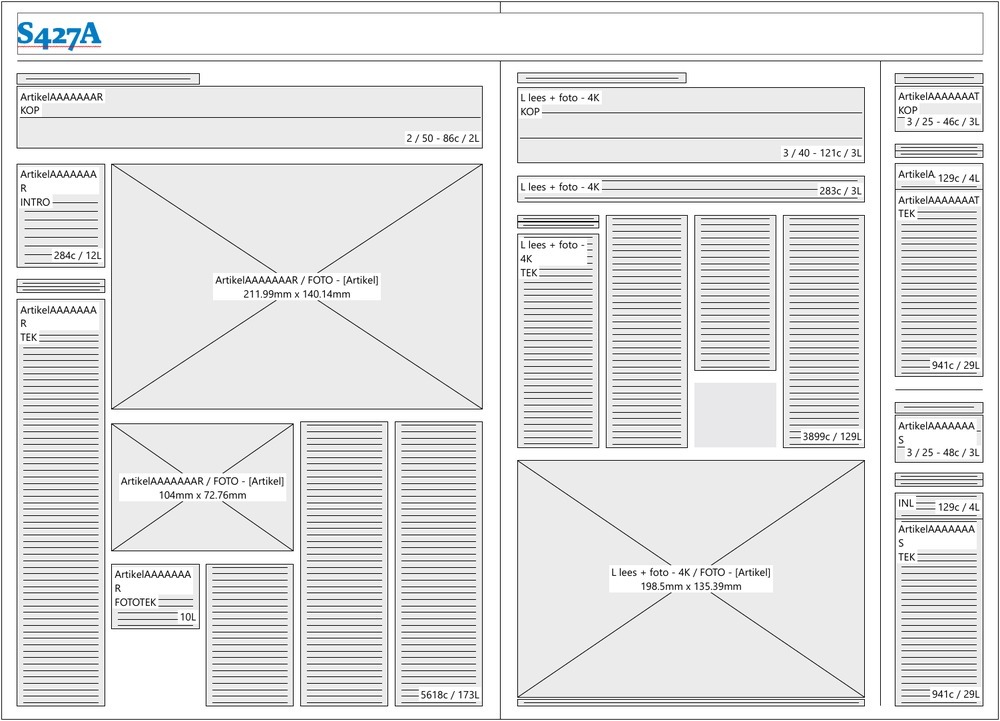 S427A
ArtikelAAAAAAAR
KOP
2 / 50 - 86c / 2L
ArtikelAAAAAAA
R
INTRO
284c / 12L
ArtikelAAAAAAAR / FOTO - [Artikel]
211.99mm x 140.14mm
ArtikelAAAAAAA
R
TEK
ArtikelAAAAAAAR / FOTO - [Artikel]
104mm x 72.76mm
ArtikelAAAAAAA
R
FOTOTEK
10L
5618c / 173L
L lees + foto - 4K
KOP
3 / 40 - 121c / 3L
L lees + foto - 4K
283c / 3L
L lees + foto -
4K
TEK
3899c / 129L
L lees + foto - 4K / FOTO - [Artikel]
198.5mm x 135.39mm
ArtikelAAAAAAAT
KOP
3 / 25 - 46c / 3L
ArtikelA
129c / 4L
ArtikelAAAAAAAT
TEK
941c / 29L
ArtikelAAAAAAA
S
3 / 25 - 48c / 3L
INL
129c / 4L
ArtikelAAAAAAA
S
TEK
941c / 29L